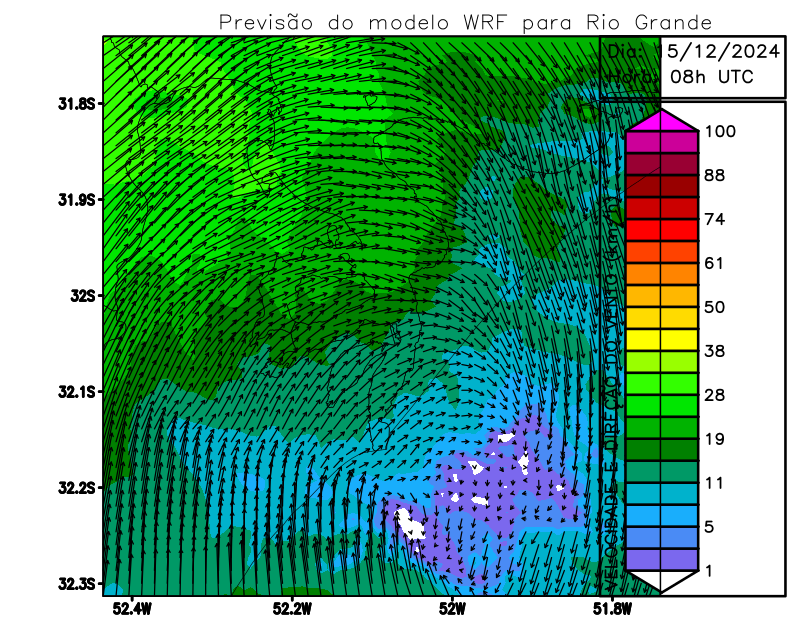 Previsão do modelo WRF para Rio Grande
Dia: 15/12/2024
Hora: 08h UTC
31.8S
31.9S
32S
32.1S
32.2S
32.3S
52.4W
52.2W
52W
51.8W
VELOCIDADE E DIREÇÃO DO VENTO (km/h)
100
88
74
61
50
38
28
19
11
5
1